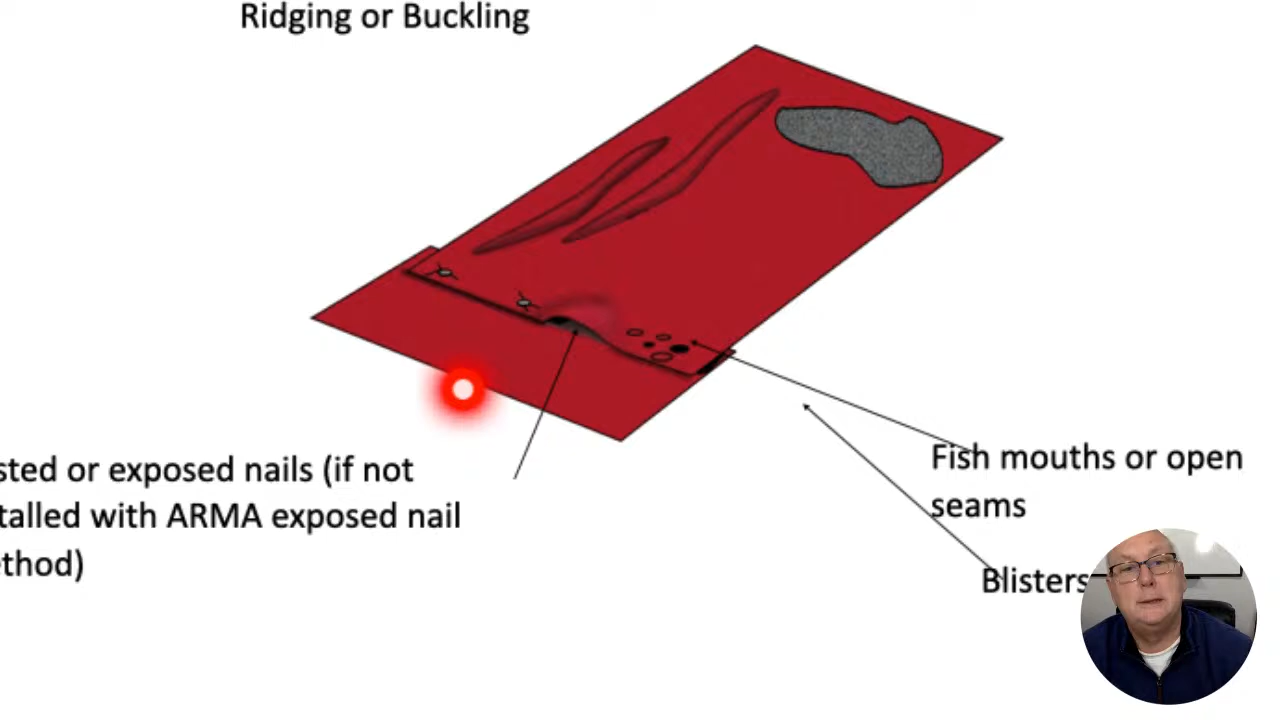 Ridging or Buckling
sted or exposed nails (if not
talled with ARMA exposed nail
ethod)
Fish mouths or open
seams
Blisters